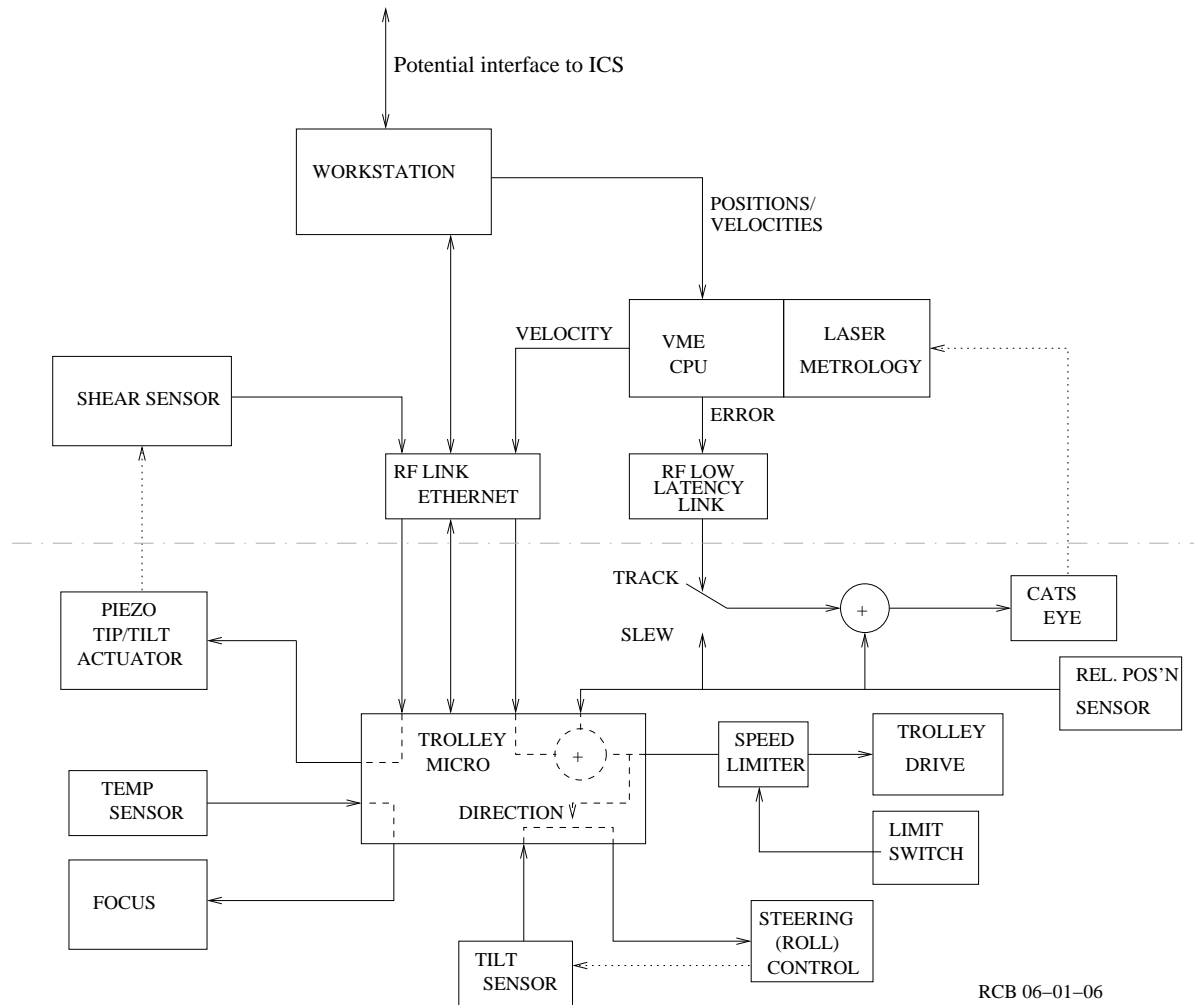 Potential interface to ICS
WORKSTATION
POSITIONS/
VELOCITIES
VELOCITY
VME
CPU
LASER
METROLOGY
SHEAR SENSOR
ERROR
RF LINK
ETHERNET
RF LOW
LATENCY
LINK
TRACK
SLEW
+
CATS
EYE
PIEZO
TIP/TILT
ACTUATOR
REL. POS'N
SENSOR
TROLLEY
MICRO
+
SPEED
LIMITER
TROLLEY
DRIVE
TEMP
SENSOR
DIRECTION
LIMIT
SWITCH
FOCUS
TILT
SENSOR
STEERING
(ROLL)
CONTROL
RCB 06–01–06